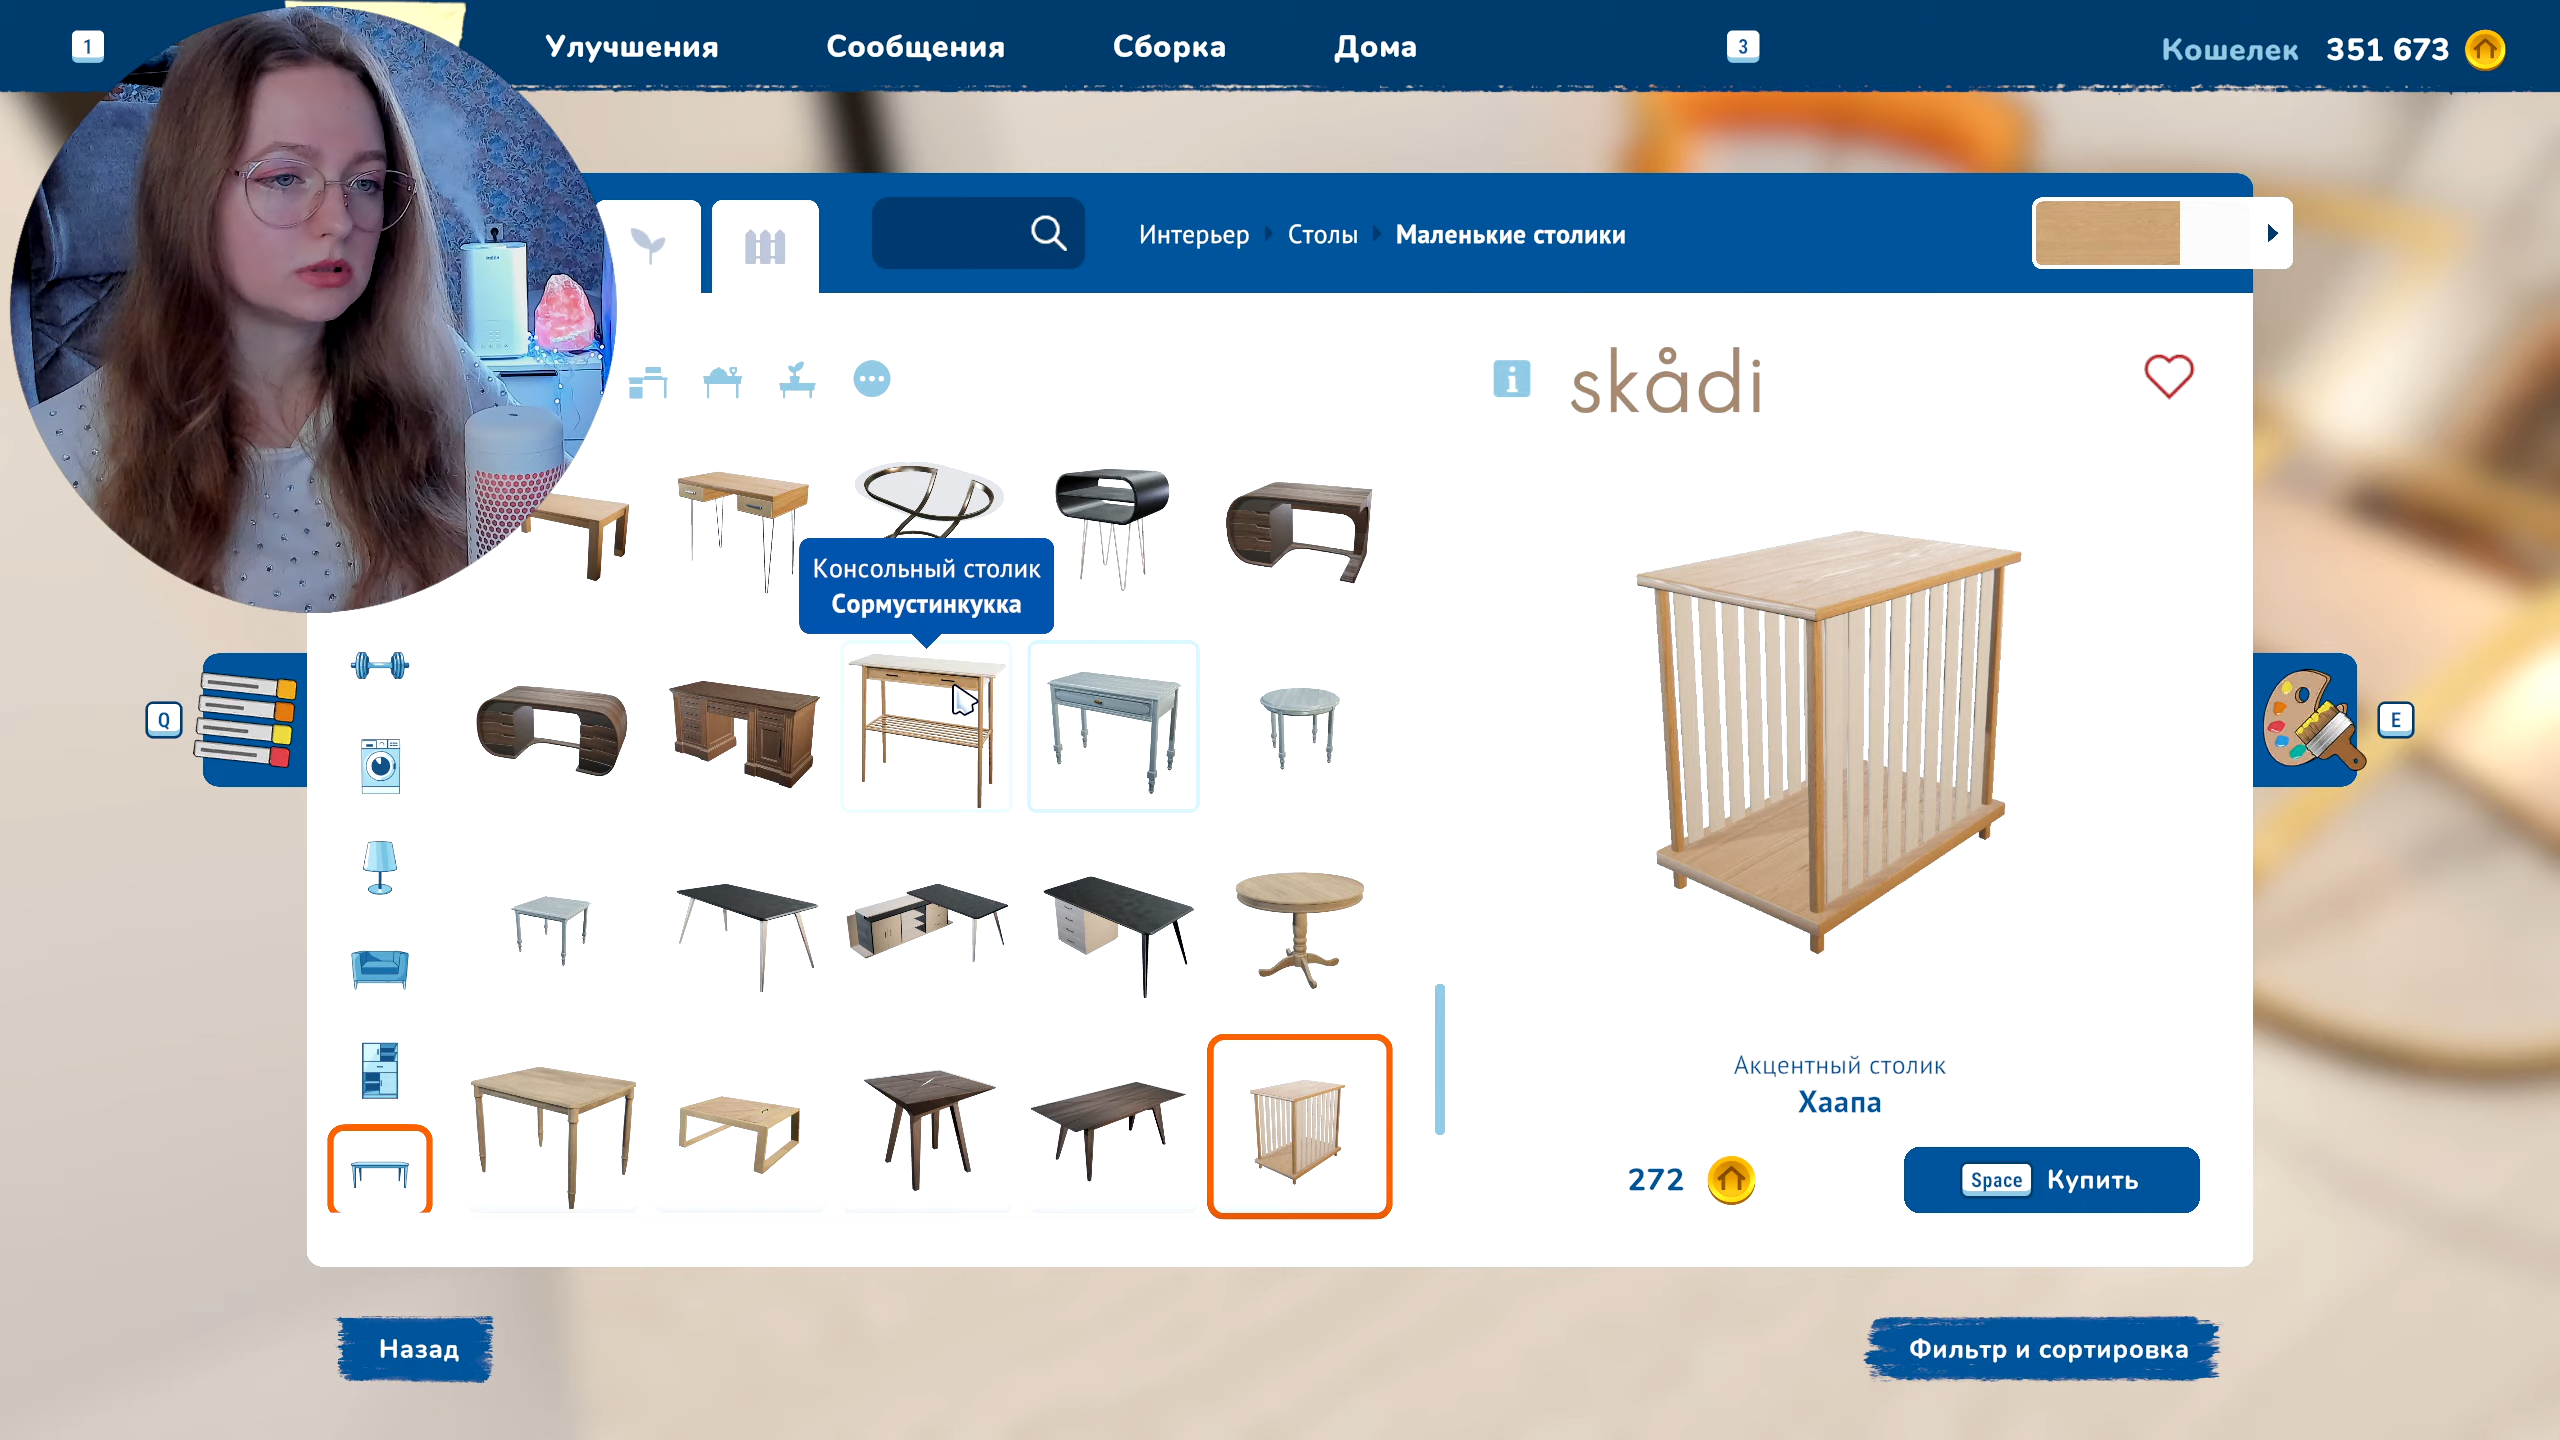 1
Улучшения
Сообщения
Сборка
Дома
3
Кошелек 351 673
Интерьер Столы Маленькие столики
i
skådi
Консольный столик
Сормустинкукка
Q
E
Акцентный столик
Хаапа
272
Space Купить
Назад
Фильтр и сортировка